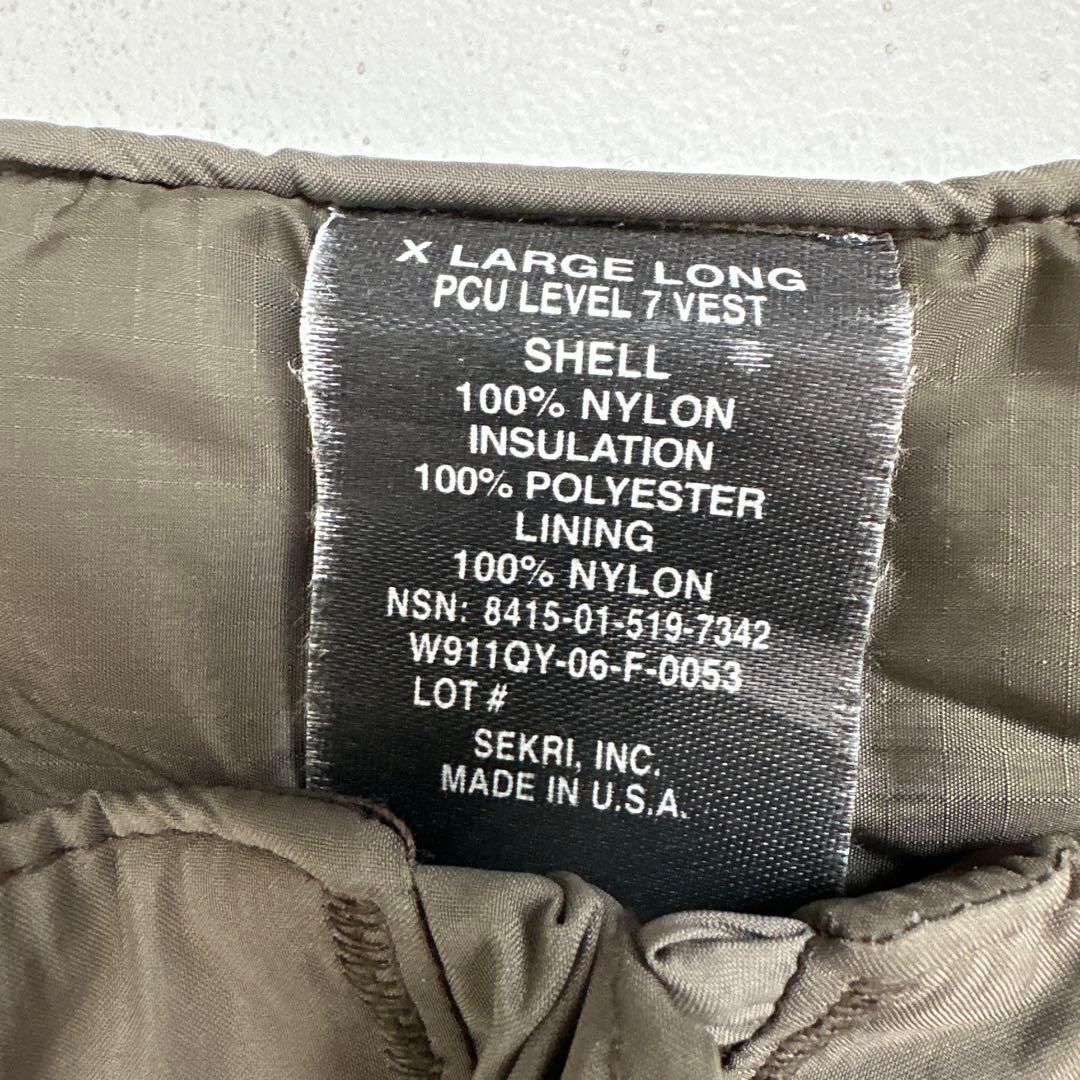 X LARGE LONG
PCU LEVEL 7 VEST
SHELL
100% NYLON
INSULATION
100% POLYESTER
LINING
100% NYLON
NSN: 8415-01-519-7342
W911QY-06-F-0053
LOT #
SEKRI, INC.
MADE IN U.S.A.